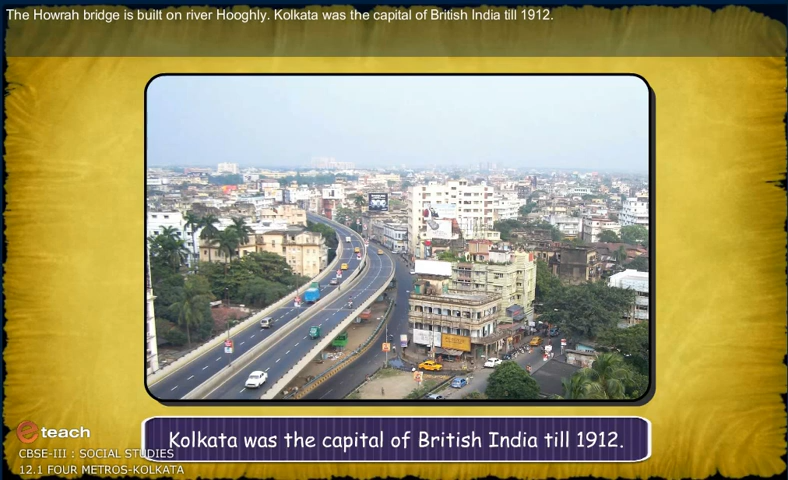 The Howrah bridge is built on river Hooghly. Kolkata was the capital of British India till 1912.
Kolkata was the capital of British India till 1912.
e teach
CBSE-III : SOCIAL STUDIES
12.1 FOUR METROS-KOLKATA